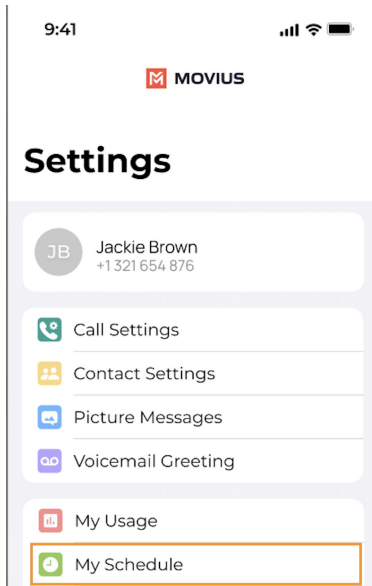 9:41
MOVIUS
Settings
JB
Jackie Brown
+1 321 654 876
Call Settings
Contact Settings
Picture Messages
Voicemail Greeting
My Usage
My Schedule